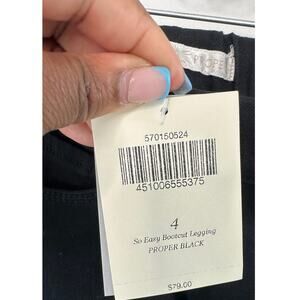 570150524
451006555375
4
So Easy Bootcut Legging
PROPER BLACK
$79.00